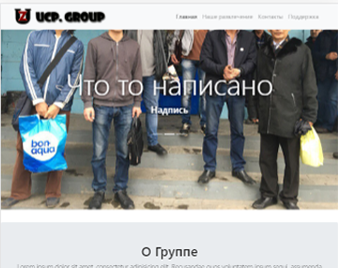 UCP. GROUP
Главная Наши развлечения Контакты Поддержка
Что то написано
Надпись
bon
aqua
О Группе
Lorem ipsum dolor sit amet, consectetur adipisicing elit.